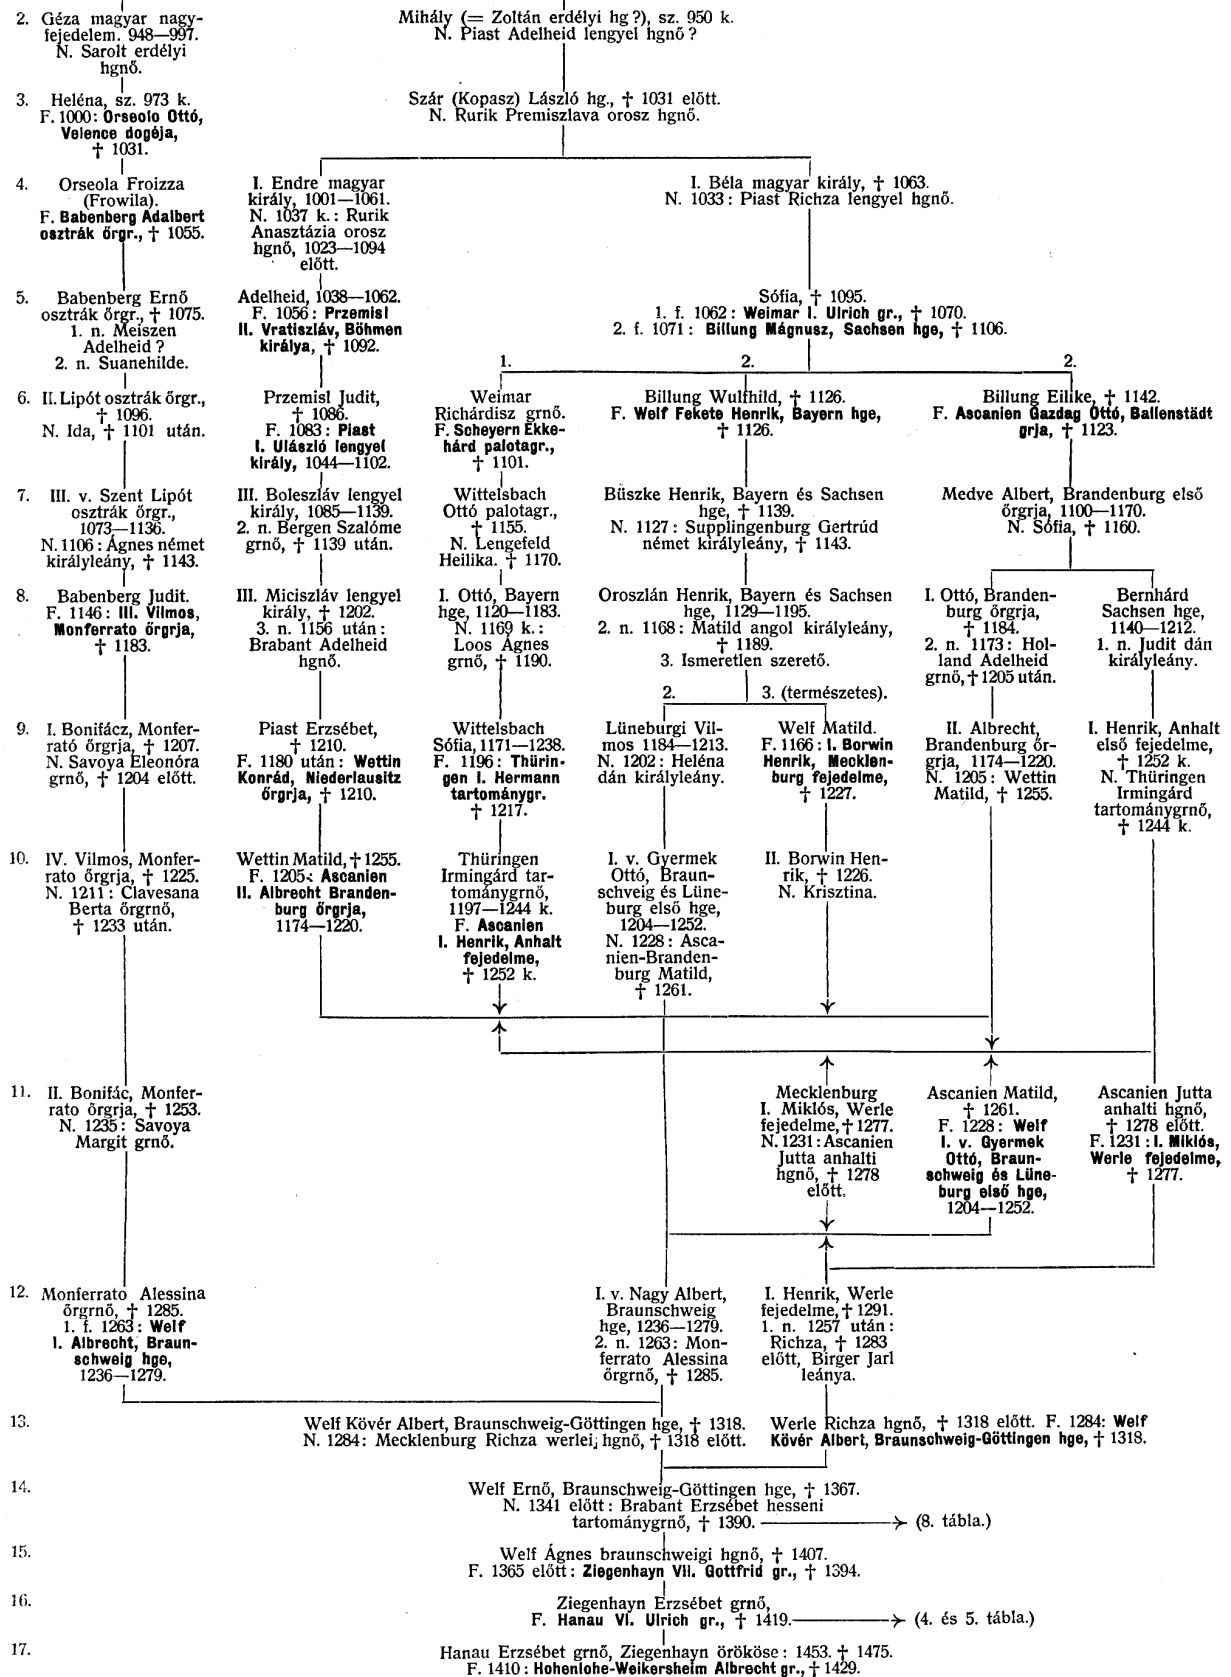 2. Géza magyar nagy-
fejedelem. 948—997.
N. Sarolt erdélyi
hgnő.
Mihály (= Zoltán erdélyi hg?), sz. 950 k.
N. Piast Adelheid lengyel hgnő?
3. Heléna, sz. 973 k.
F. 1000: Orseolo Ottó,
Velence dogéja,
† 1031.
Szár (Kopasz) László hg., † 1031 előtt.
N. Rurik Premiszlava orosz hgnő.
4. Orseola Froizza
(Frowila).
F. Babenberg Adalbert
osztrák őrgr., † 1055.
I. Endre magyar
király, 1001—1061.
N. 1037 k.: Rurik
Anasztázia orosz
hgnő, 1023—1094
előtt.
I. Béla magyar király, † 1063.
N. 1033: Piast Richza lengyel hgnő.
5. Babenberg Ernő
osztrák őrgr., † 1075.
1. n. Meiszen
Adelheid?
2. n. Suanehilde.
Adelheid, 1038—1062.
F. 1056: Przemisl
II. Vratiszláv, Böhmen
királya, † 1092.
Sófia, † 1095.
1. f. 1062: Weimar I. Ulrich gr., † 1070.
2. f. 1071: Billung Mágnusz, Sachsen hge, † 1106.
1. 2. 2.
6. II. Lipót osztrák őrgr.,
† 1096.
N. Ida, † 1101 után.
Przemisl Judit,
† 1086.
F. 1083: Piast
I. Ulászló lengyel
király, 1044—1102.
Weimar
Richárdisz grnő.
F. Scheyern Ekke-
hárd palotagr.,
† 1101.
Billung Wulfhild, † 1126.
F. Welf Fekete Henrik, Bayern hge,
† 1126.
Billung Eilike, † 1142.
F. Ascanien Gazdag Ottó, Ballenstädt
grja, † 1123.
7. III. v. Szent Lipót
osztrák őrgr.,
1073—1136.
N. 1106: Ágnes német
királyleány, † 1143.
III. Boleszláv lengyel
király, 1085—1139.
2. n. Bergen Szalóme
grnő, † 1139 után.
Wittelsbach
Ottó palotagr.,
† 1155.
N. Lengefeld
Heilika. † 1170.
Büszke Henrik, Bayern és Sachsen
hge, † 1139.
N. 1127: Supplingenburg Gertrúd
német királyleány, † 1143.
Medve Albert, Brandenburg első
őrgrja, 1100—1170.
N. Sófia, † 1160.
8. Babenberg Judit.
F. 1146: III. Vilmos,
Monferrato őrgrja,
† 1183.
III. Miciszláv lengyel
király, † 1202.
3. n. 1156 után:
Brabant Adelheid
hgnő.
I. Ottó, Bayern
hge, 1120—1183.
N. 1169 k.:
Loos Ágnes
grnő, † 1190.
Oroszlán Henrik, Bayern és Sachsen
hge, 1129—1195.
2. n. 1168: Matild angol királyleány,
† 1189.
3. Ismeretlen szerető.
I. Ottó, Branden-
burg őrgrja,
† 1184.
2. n. 1173: Hol-
land Adelheid
grnő, † 1205 után.
Bernhárd
Sachsen hge,
1140—1212.
1. n. Judit dán
királyleány.
2. 3. (természetes).
9. I. Bonifácz, Monfer-
rató őrgrja, † 1207.
N. Savoya Eleonóra
grnő, † 1204 előtt.
Piast Erzsébet,
† 1210.
F. 1180 után: Wettin
Konrád, Niederlausitz
őrgrja, † 1210.
Wittelsbach
Sófia, 1171—1238.
F. 1196: Thürin-
gen I. Hermann
tartománygr.
† 1217.
Lüneburgi Vil-
mos 1184—1213.
N. 1202: Heléna
dán királyleány.
Welf Matild.
F. 1166: I. Borwin
Henrik, Mecklen-
burg fejedelme,
† 1227.
II. Albrecht,
Brandenburg őr-
grja, 1174—1220.
N. 1205: Wettin
Matild, † 1255.
I. Henrik, Anhalt
első fejedelme,
† 1252 k.
N. Thüringen
Irmingárd
tartománygrnő,
† 1244 k.
10. IV. Vilmos, Monfer-
rato őrgrja, † 1225.
N. 1211: Clavesana
Berta őrgrnő,
† 1233 után.
Wettin Matild, † 1255.
F. 1205: Ascanien
II. Albrecht Branden-
burg őrgrja,
1174—1220.
Thüringen
Irmingárd tar-
tománygrnő,
1197—1244 k.
F. Ascanien
I. Henrik, Anhalt
fejedelme,
† 1252 k.
I. v. Gyermek
Ottó, Braun-
schveig és Lüne-
burg első hge,
1204—1252.
N. 1228: Asca-
nien-Branden-
burg Matild,
† 1261.
II. Borwin Hen-
rik, † 1226.
N. Krisztina.
11. II. Bonifác, Monfer-
rato őrgrja, † 1253.
N. 1235: Savoya
Margit grnő.
Mecklenburg
I. Miklós, Werle
fejedelme, † 1277.
N. 1231: Ascanien
Jutta anhalti
hgnő, † 1278
előtt.
Ascanien Matild,
† 1261.
F. 1228: Welf
I. v. Gyermek
Ottó, Braun-
schweig és Lüne-
burg első hge,
1204—1252.
Ascanien Jutta
anhalti hgnő,
† 1278 előtt.
F. 1231: I. Miklós,
Werle fejedelme,
† 1277.
12. Monferrato Alessina
őrgrnő, † 1285.
1. f. 1263: Welf
I. Albrecht, Braun-
schweig hge,
1236—1279.
I. v. Nagy Albert,
Braunschweig
hge, 1236—1279.
2. n. 1263: Mon-
ferrato Alessina
őrgrnő, † 1285.
I. Henrik, Werle
fejedelme, † 1291.
1. n. 1257 után:
Richza, † 1283
előtt, Birger Jarl
leánya.
13. Welf Kövér Albert, Braunschweig-Göttingen hge, † 1318.
N. 1284: Mecklenburg Richza werlei hgnő, † 1318 előtt.
Werle Richza hgnő, † 1318 előtt. F. 1284: Welf
Kövér Albert, Braunschweig-Göttingen hge, † 1318.
14. Welf Ernő, Braunschweig-Göttingen hge, † 1367.
N. 1341 előtt: Brabant Erzsébet hesseni
tartománygrnő, † 1390. → (8. tábla.)
15. Welf Ágnes braunschweigi hgnő, † 1407.
F. 1365 előtt: Ziegenhayn VII. Gottfrid gr., † 1394.
16. Ziegenhayn Erzsébet grnő,
F. Hanau VI. Ulrich gr., † 1419. → (4. és 5. tábla.)
17. Hanau Erzsébet grnő, Ziegenhayn örököse: 1453. † 1475.
F. 1410: Hohenlohe-Weikersheim Albrecht gr., † 1429.